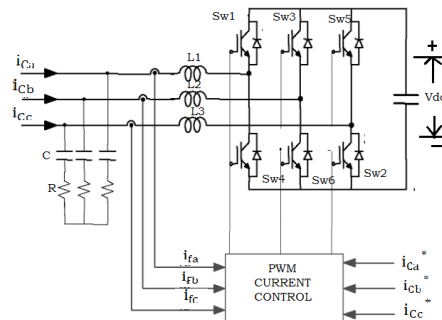 Sw1
Sw3
Sw5
iCa
L1
iCb
L2
iCc
L3
+
Vdc
C
R
Sw4
Sw6
Sw2
ifa
ifb
ifc
PWM
CURRENT
CONTROL
iCa*
iCb*
iCc*